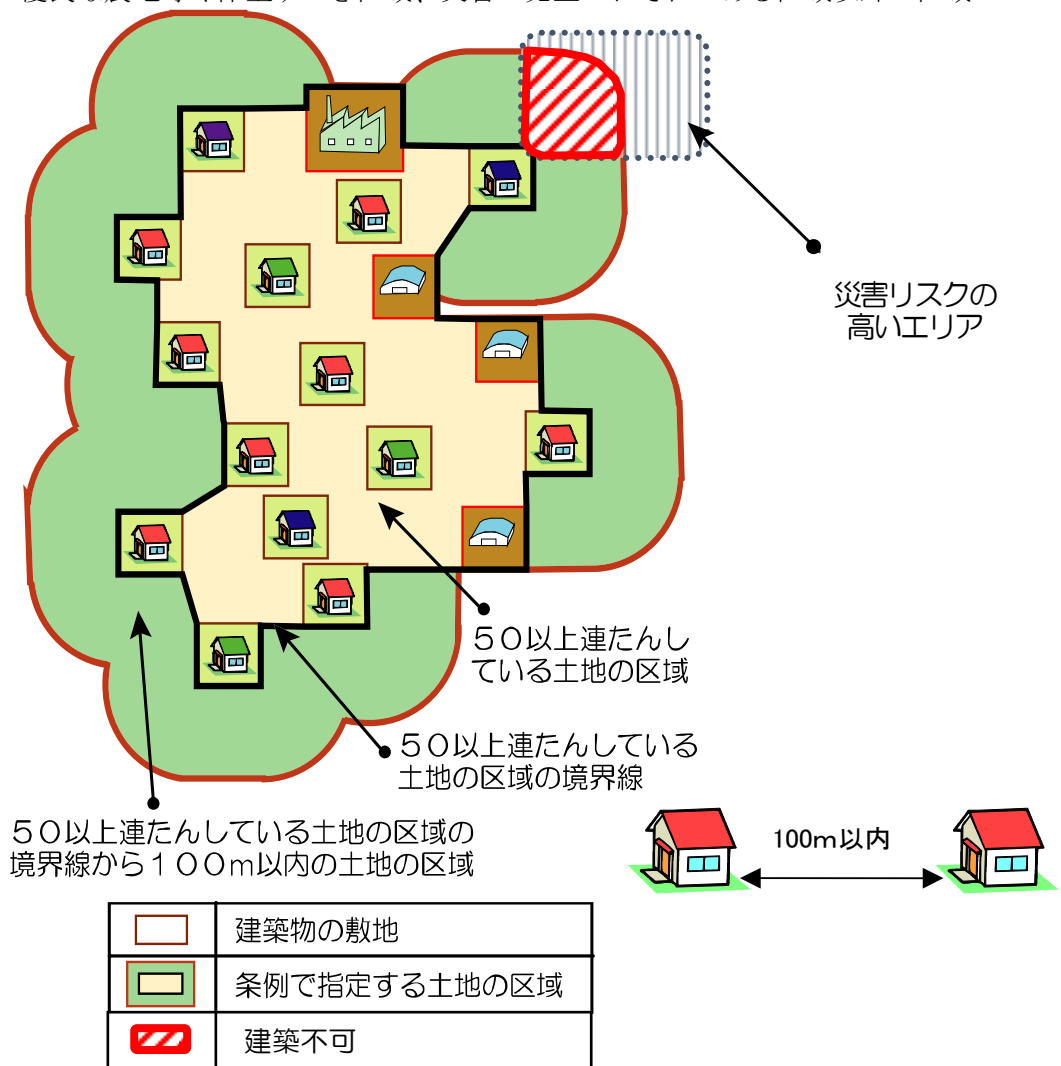 災害リスクの
高いエリア
５０以上連たんし
ている土地の区域
５０以上連たんしている
土地の区域の境界線
５０以上連たんしている土地の区域の
境界線から１００ｍ以内の土地の区域
100m以内
建築物の敷地
条例で指定する土地の区域
建築不可